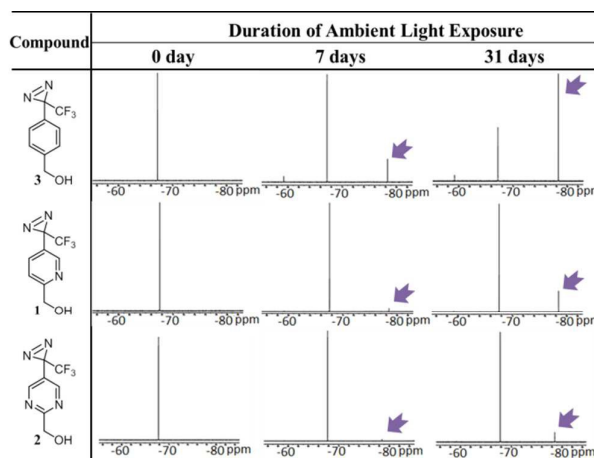 Compound
Duration of Ambient Light Exposure
0 day 7 days 31 days
N=N
CF₃
OH
3
-60 -70 -80 ppm
-60 -70 -80 ppm
-60 -70 -80 ppm
N=N
CF₃
N
OH
1
-60 -70 -80 ppm
-60 -70 -80 ppm
-60 -70 -80 ppm
N=N
CF₃
N N
OH
2
-60 -70 -80 ppm
-60 -70 -80 ppm
-60 -70 -80 ppm